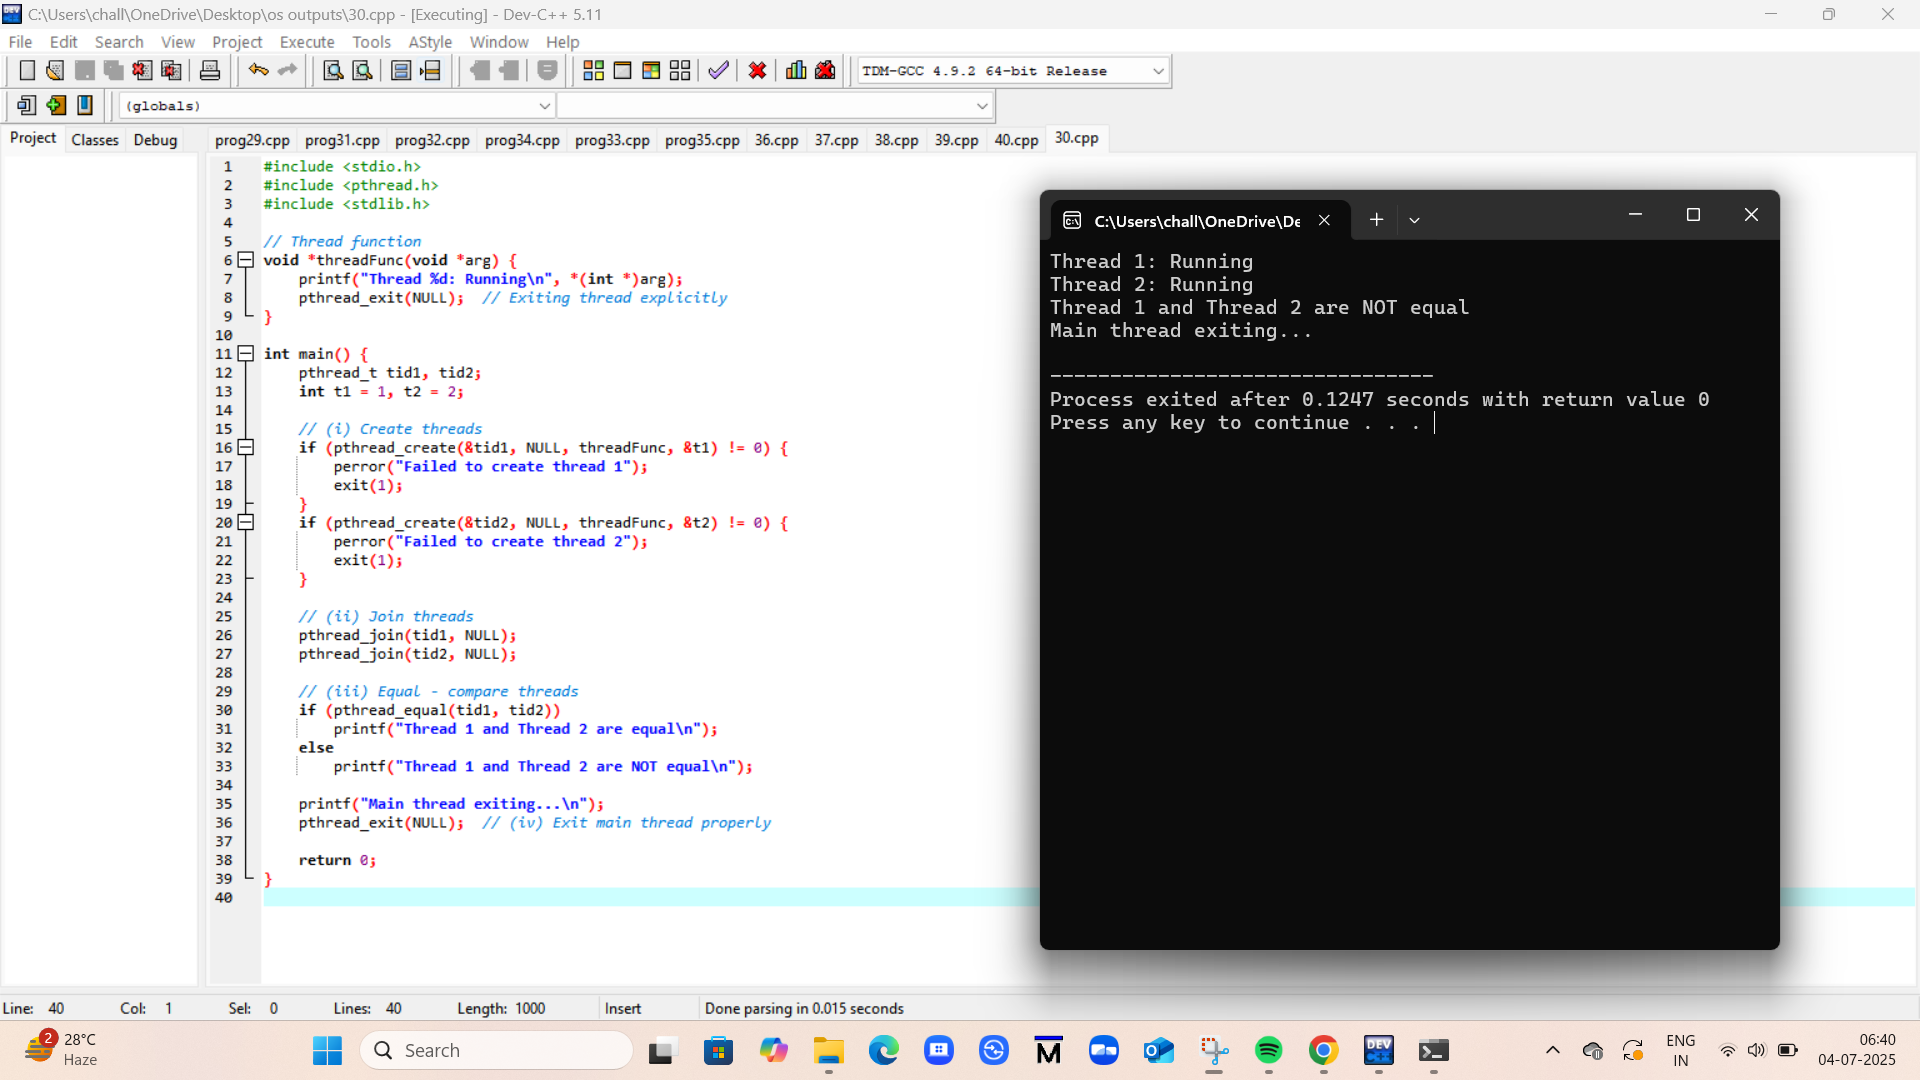 C:\Users\chall\OneDrive\Desktop\os outputs\30.cpp - [Executing] - Dev-C++ 5.11
File Edit Search View Project Execute Tools AStyle Window Help
TDM-GCC 4.9.2 64-bit Release
(globals)
Project Classes Debug
prog29.cpp prog31.cpp prog32.cpp prog34.cpp prog33.cpp prog35.cpp 36.cpp 37.cpp 38.cpp 39.cpp 40.cpp 30.cpp
1 #include <stdio.h>
2 #include <pthread.h>
3 #include <stdlib.h>
4
5 // Thread function
6 void *threadFunc(void *arg) {
7     printf("Thread %d: Running\n", *(int *)arg);
8     pthread_exit(NULL);  // Exiting thread explicitly
9 }
10
11 int main() {
12     pthread_t tid1, tid2;
13     int t1 = 1, t2 = 2;
14
15     // (i) Create threads
16     if (pthread_create(&tid1, NULL, threadFunc, &t1) != 0) {
17         perror("Failed to create thread 1");
18         exit(1);
19     }
20     if (pthread_create(&tid2, NULL, threadFunc, &t2) != 0) {
21         perror("Failed to create thread 2");
22         exit(1);
23     }
24
25     // (ii) Join threads
26     pthread_join(tid1, NULL);
27     pthread_join(tid2, NULL);
28
29     // (iii) Equal - compare threads
30     if (pthread_equal(tid1, tid2))
31         printf("Thread 1 and Thread 2 are equal\n");
32     else
33         printf("Thread 1 and Thread 2 are NOT equal\n");
34
35     printf("Main thread exiting...\n");
36     pthread_exit(NULL);  // (iv) Exit main thread properly
37
38     return 0;
39 }
40
C:\Users\chall\OneDrive\De
Thread 1: Running
Thread 2: Running
Thread 1 and Thread 2 are NOT equal
Main thread exiting...
--------------------------------
Process exited after 0.1247 seconds with return value 0
Press any key to continue . . .
Line: 40 Col: 1 Sel: 0 Lines: 40 Length: 1000 Insert Done parsing in 0.015 seconds
2
28°C
Haze
Search
DEV C++
ENG
IN
06:40
04-07-2025